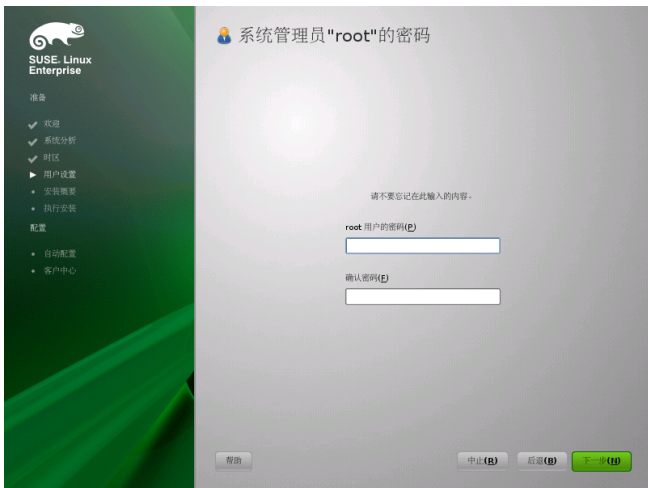 SUSE. Linux
Enterprise
准备
欢迎
系统分析
时区
用户设置
安装概要
执行安装
配置
自动配置
客户中心
系统管理员"root"的密码
请不要忘记在此输入的内容。
root 用户的密码(P)
确认密码(F)
帮助
中止(R)
后退(B)
下一步(N)